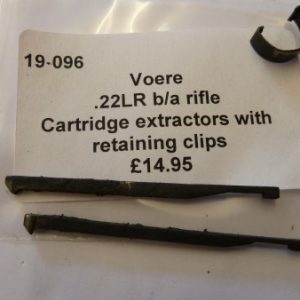 19-096
Voere
.22LR b/a rifle
Cartridge extractors with
retaining clips
£14.95